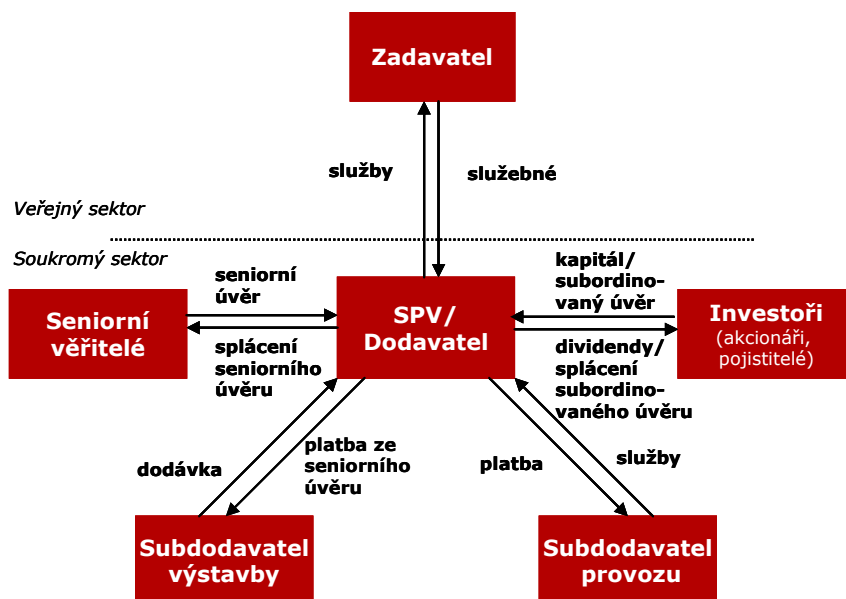 Zadavatel
služby
služebné
Veřejný sektor
Soukromý sektor
seniorní
úvěr
kapitál/
subordino-
vaný úvěr
Seniorní
věřitelé
SPV/
Dodavatel
Investoři
(akcionáři,
pojistitelé)
splácení
seniorního
úvěru
dividendy/
splácení
subordino-
vaného úvěru
dodávka
platba ze
seniorního
úvěru
platba
služby
Subdodavatel
výstavby
Subdodavatel
provozu